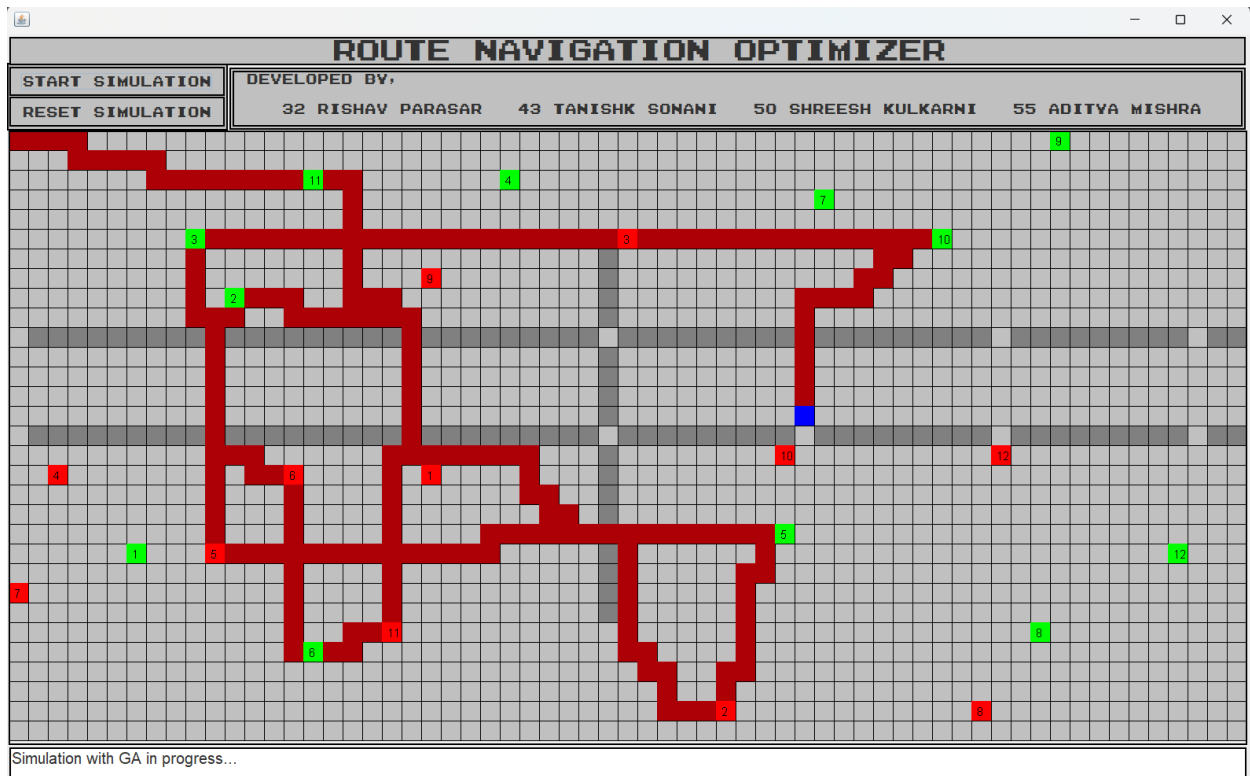 ROUTE NAVIGATION OPTIMIZER
START SIMULATION
RESET SIMULATION
DEVELOPED BY,
32 RISHAV PARASAR 43 TANISHK SONANI 50 SHREESH KULKARNI 55 ADITYA MISHRA
9
11 4
7
3 3 10
9
2
10 12
4 6 1
5
1 5 12
7
11 8
6
2 8
Simulation with GA in progress...